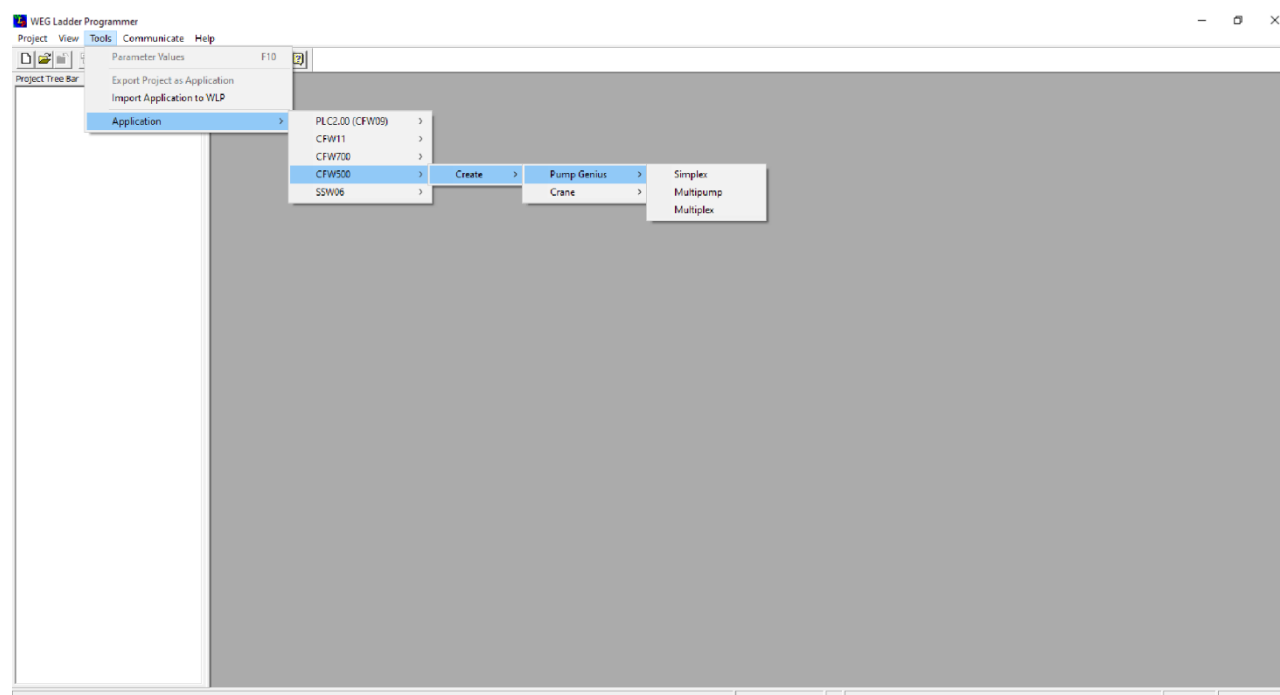 WEG Ladder Programmer
Project View Tools Communicate Help
Project Tree Bar
Parameter Values F10
Export Project as Application
Import Application to WLP
Application
PLC2.00 (CFW09)
CFW11
CFW700
CFW500
SSW06
Create
Pump Genius
Crane
Simplex
Multipump
Multiplex